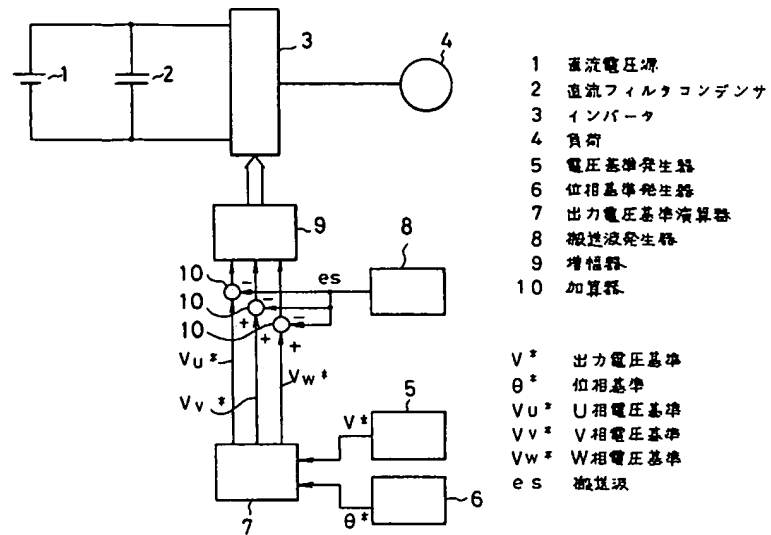 3
4
1
2
9
8
10
es
−
10
−
10
−
+
+
+
Vu*
Vw*
Vv*
5
V*
7
θ*
6
1 直流電圧源
2 直流フィルタコンデンサ
3 インバータ
4 負荷
5 電圧基準発生器
6 位相基準発生器
7 出力電圧基準演算器
8 搬送波発生器
9 増幅器
10 加算器
V* 出力電圧基準
θ* 位相基準
Vu* U相電圧基準
Vv* V相電圧基準
Vw* W相電圧基準
es 搬送波